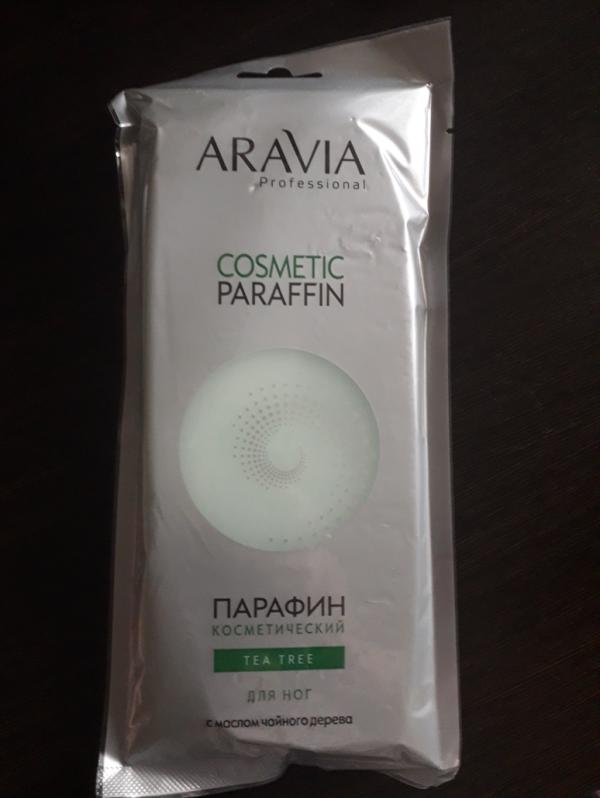 ARAVIA
Professional
COSMETIC
PARAFFIN
ПАРАФИН
КОСМЕТИЧЕСКИЙ
TEA TREE
ДЛЯ НОГ
с маслом чайного дерева